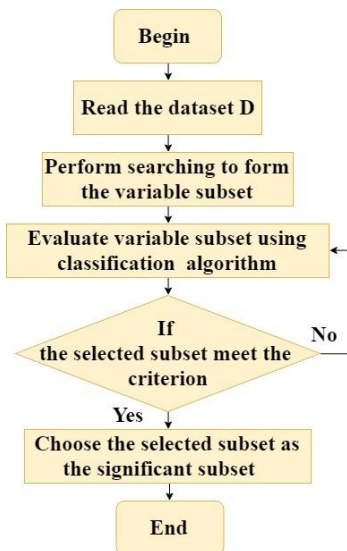 Begin
Read the dataset D
Perform searching to form
the variable subset
Evaluate variable subset using
classification algorithm
If
the selected subset meet the
criterion
No
Yes
Choose the selected subset as
the significant subset
End